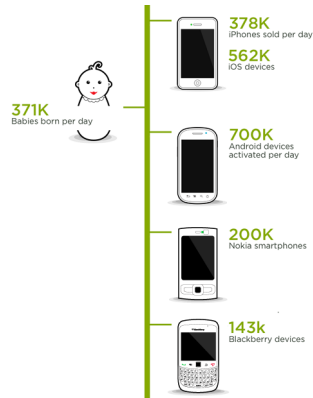 378K
iPhones sold per day
562K
iOS devices
371K
Babies born per day
700K
Android devices
activated per day
200K
Nokia smartphones
143k
Blackberry devices